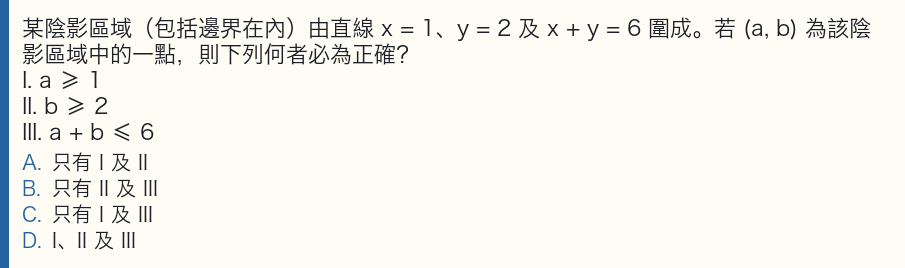 某陰影區域（包括邊界在內）由直線 x = 1、y = 2 及 x + y = 6 圍成。若 (a, b) 為該陰
影區域中的一點，則下列何者必為正確？
I. a ⩾ 1
II. b ⩾ 2
III. a + b ⩽ 6
A. 只有 I 及 II
B. 只有 II 及 III
C. 只有 I 及 III
D. I、II 及 III